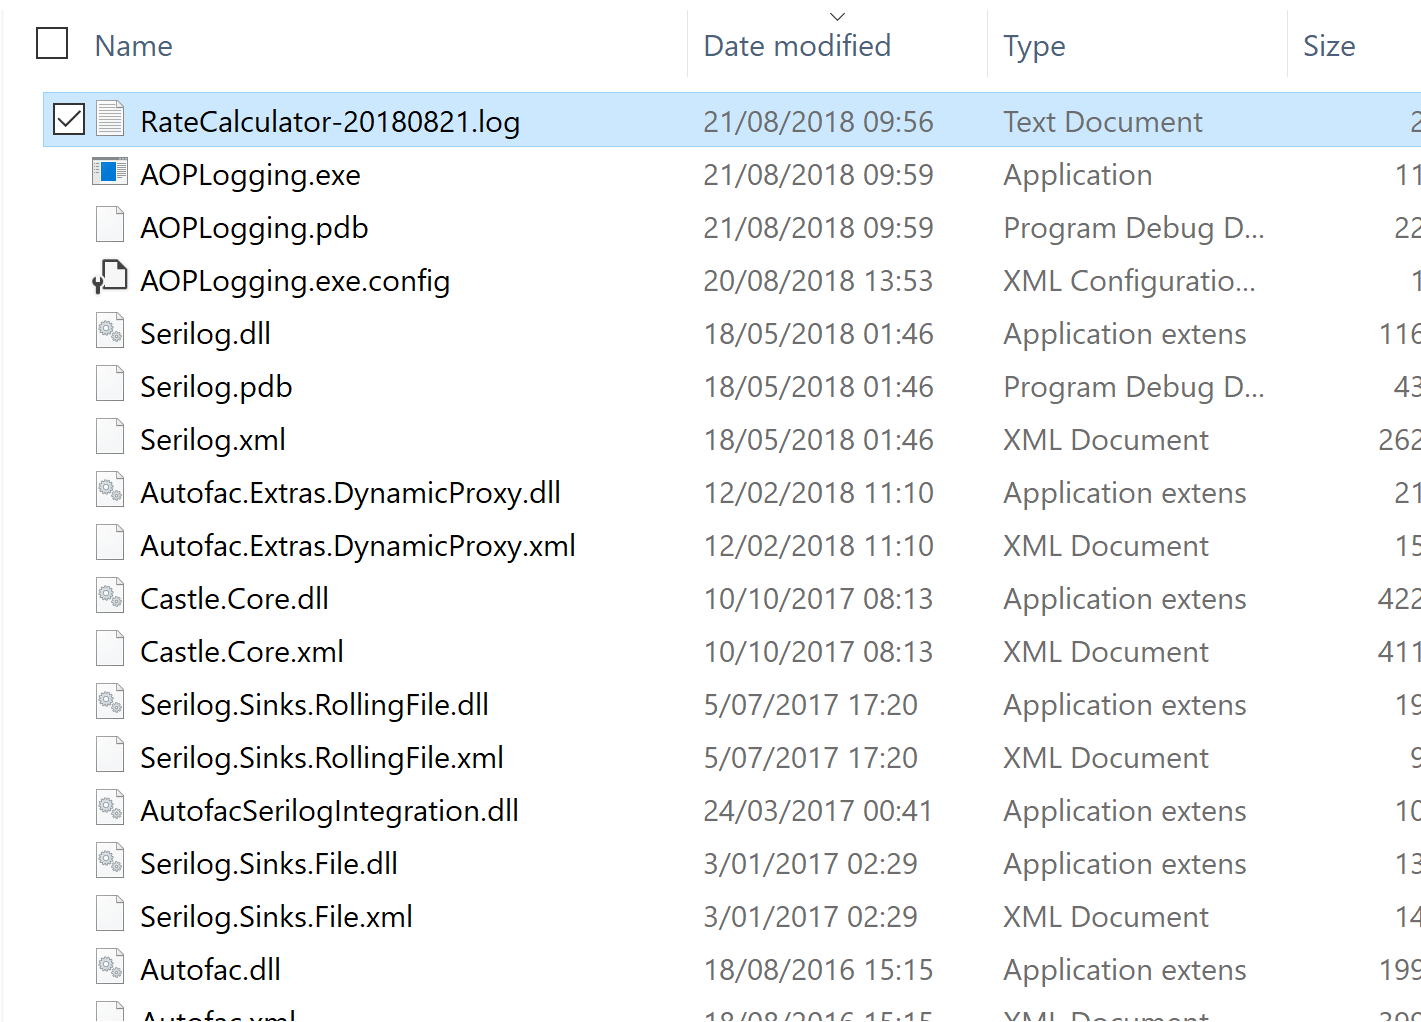 Name Date modified Type Size
RateCalculator-20180821.log 21/08/2018 09:56 Text Document 2
AOPLogging.exe 21/08/2018 09:59 Application 11
AOPLogging.pdb 21/08/2018 09:59 Program Debug D... 22
AOPLogging.exe.config 20/08/2018 13:53 XML Configuratio... 1
Serilog.dll 18/05/2018 01:46 Application extens 116
Serilog.pdb 18/05/2018 01:46 Program Debug D... 43
Serilog.xml 18/05/2018 01:46 XML Document 262
Autofac.Extras.DynamicProxy.dll 12/02/2018 11:10 Application extens 21
Autofac.Extras.DynamicProxy.xml 12/02/2018 11:10 XML Document 15
Castle.Core.dll 10/10/2017 08:13 Application extens 422
Castle.Core.xml 10/10/2017 08:13 XML Document 411
Serilog.Sinks.RollingFile.dll 5/07/2017 17:20 Application extens 19
Serilog.Sinks.RollingFile.xml 5/07/2017 17:20 XML Document 9
AutofacSerilogIntegration.dll 24/03/2017 00:41 Application extens 10
Serilog.Sinks.File.dll 3/01/2017 02:29 Application extens 13
Serilog.Sinks.File.xml 3/01/2017 02:29 XML Document 14
Autofac.dll 18/08/2016 15:15 Application extens 199
Autofac.xml 18/08/2016 15:15 XML Document